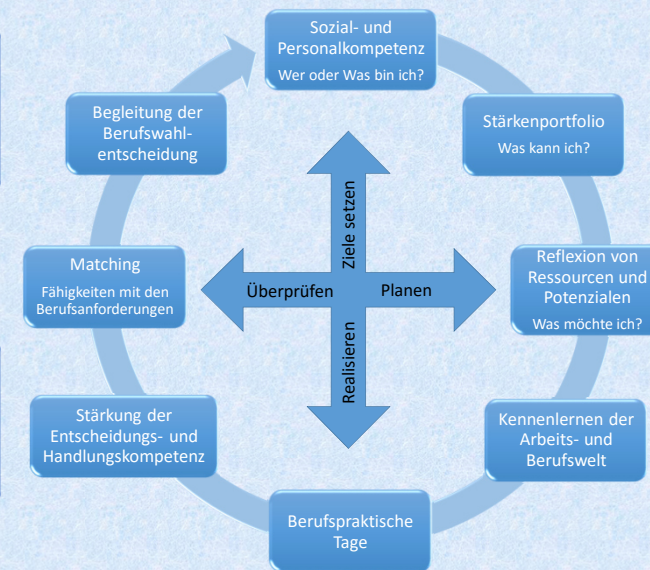 Sozial- und
Personalkompetenz
Wer oder Was bin ich?
Stärkenportfolio
Was kann ich?
Reflexion von
Ressourcen und
Potenzialen
Was möchte ich?
Kennenlernen der
Arbeits- und
Berufswelt
Berufspraktische
Tage
Stärkung der
Entscheidungs- und
Handlungskompetenz
Matching
Fähigkeiten mit den
Berufsanforderungen
Begleitung der
Berufswahl-
entscheidung
Ziele setzen
Planen
Realisieren
Überprüfen